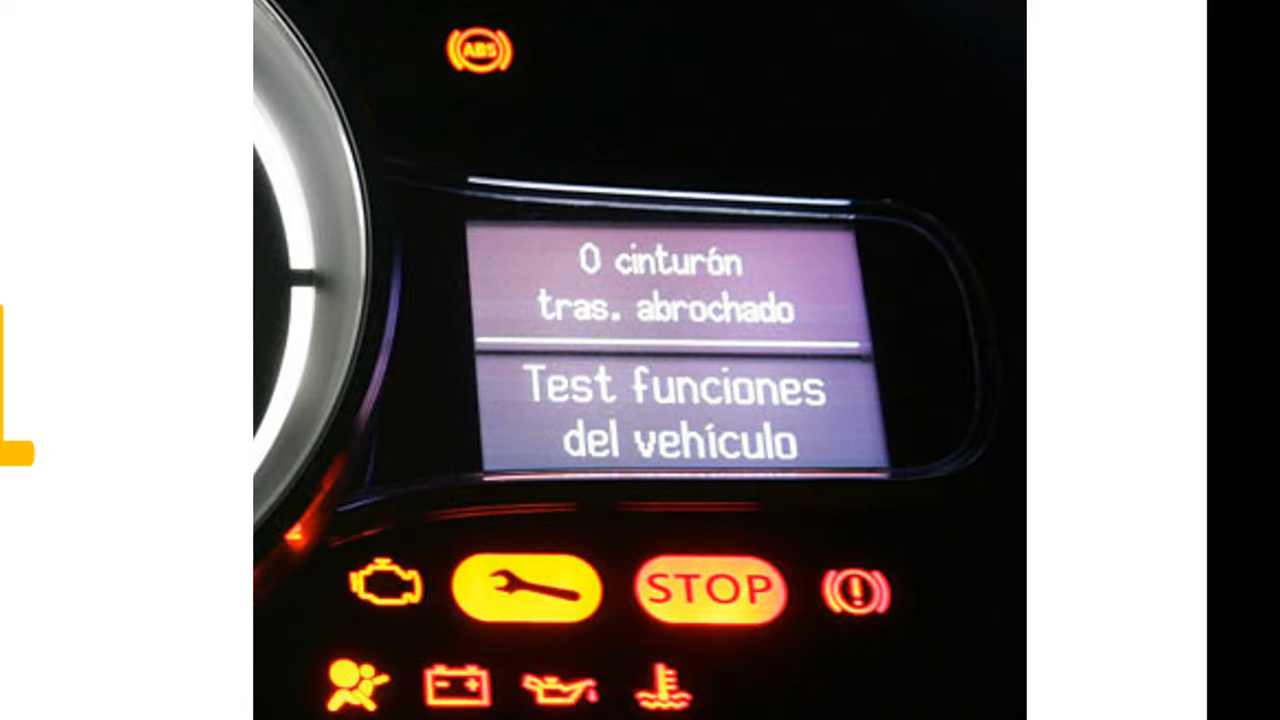 ABS
0 cinturón
tras. abrochado
Test funciones
del vehículo
STOP